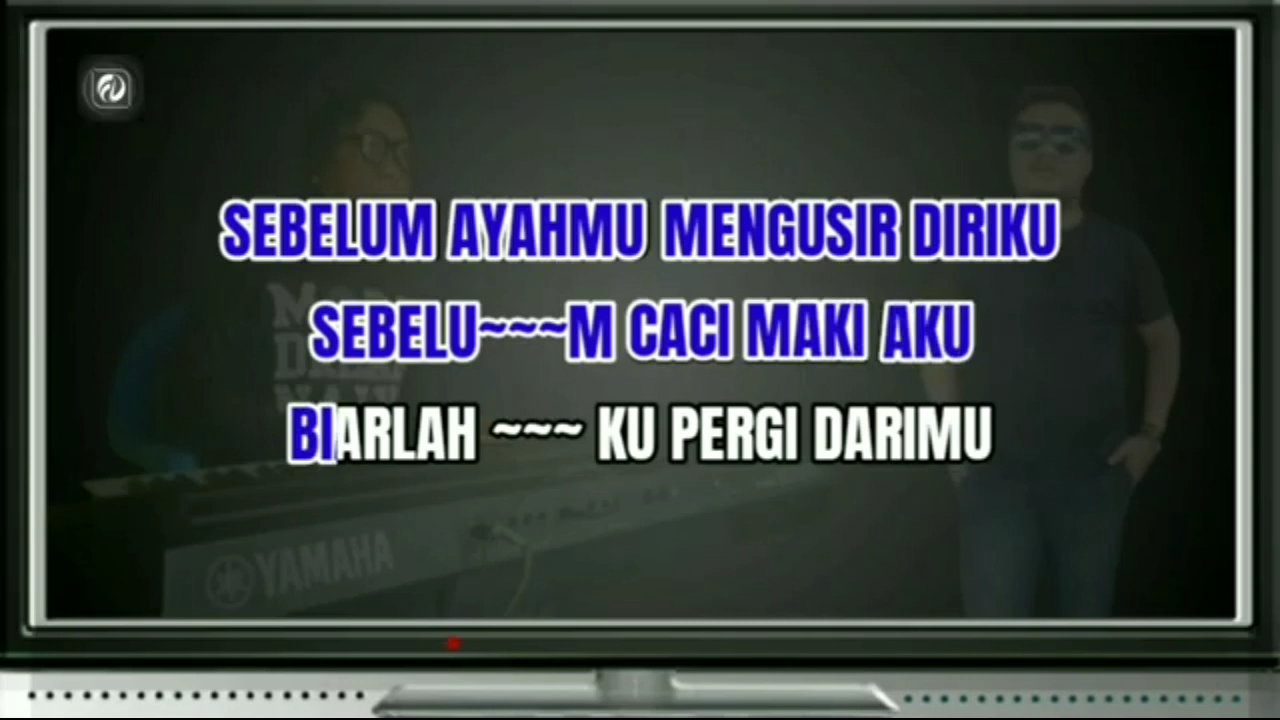 SEBELUM AYAHMU MENGUSIR DIRIKU
SEBELU~~~M CACI MAKI AKU
BIARLAH ~~~ KU PERGI DARIMU
YAMAHA